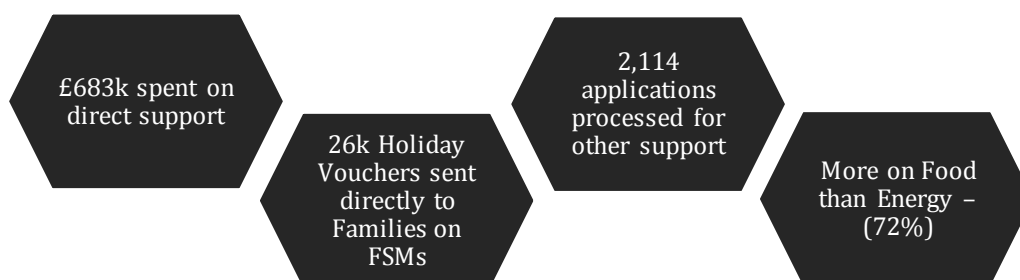 £683k spent on
direct support
26k Holiday
Vouchers sent
directly to
Families on
FSMs
2,114
applications
processed for
other support
More on Food
than Energy –
(72%)